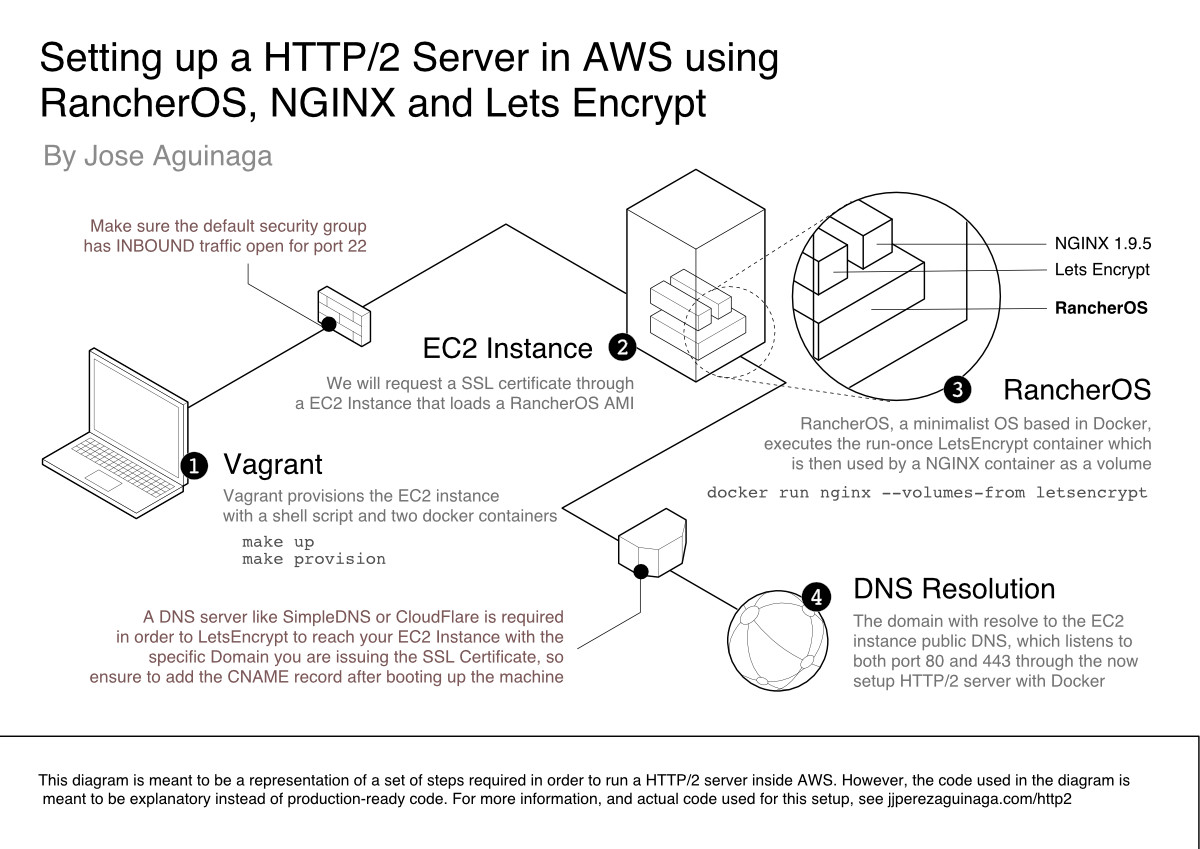 Setting up a HTTP/2 Server in AWS using
RancherOS, NGINX and Lets Encrypt
By Jose Aguinaga
Make sure the default security group
has INBOUND traffic open for port 22
NGINX 1.9.5
Lets Encrypt
RancherOS
EC2 Instance 2
We will request a SSL certificate through
a EC2 Instance that loads a RancherOS AMI
3 RancherOS
RancherOS, a minimalist OS based in Docker,
executes the run-once LetsEncrypt container which
is then used by a NGINX container as a volume
docker run nginx --volumes-from letsencrypt
1 Vagrant
Vagrant provisions the EC2 instance
with a shell script and two docker containers
make up
make provision
A DNS server like SimpleDNS or CloudFlare is required
in order to LetsEncrypt to reach your EC2 Instance with the
specific Domain you are issuing the SSL Certificate, so
ensure to add the CNAME record after booting up the machine
4 DNS Resolution
The domain with resolve to the EC2
instance public DNS, which listens to
both port 80 and 443 through the now
setup HTTP/2 server with Docker
This diagram is meant to be a representation of a set of steps required in order to run a HTTP/2 server inside AWS. However, the code used in the diagram is
meant to be explanatory instead of production-ready code. For more information, and actual code used for this setup, see jjperezaguinaga.com/http2